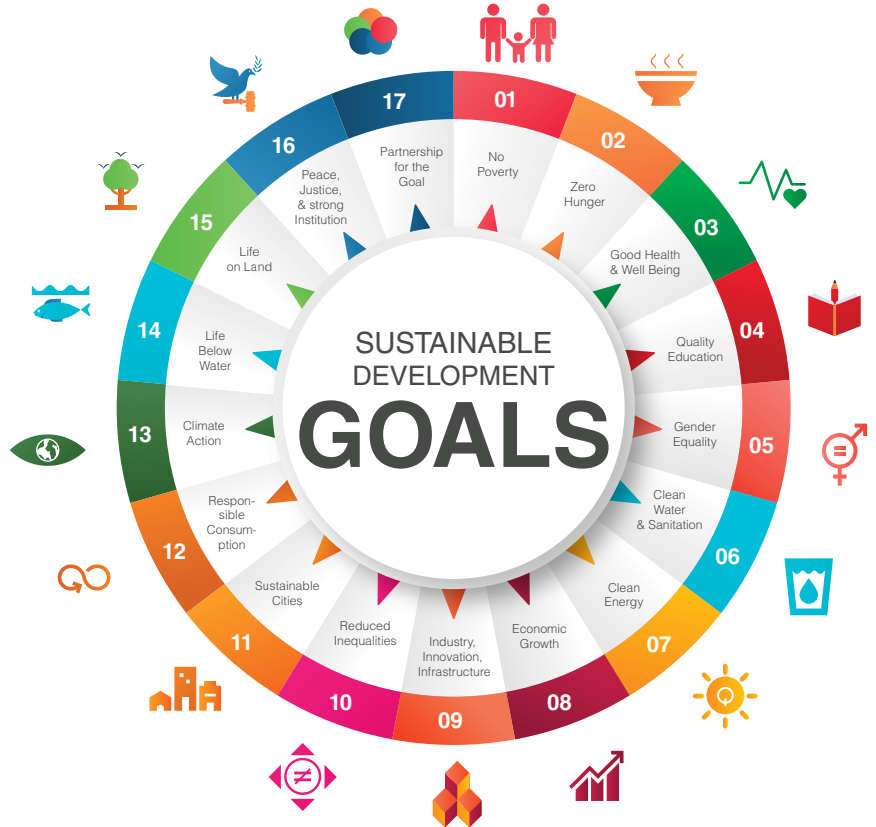 SUSTAINABLE
DEVELOPMENT
GOALS
01
No
Poverty
02
Zero
Hunger
03
Good Health
& Well Being
04
Quality
Education
05
Gender
Equality
06
Clean
Water
& Sanitation
07
Clean
Energy
08
Economic
Growth
09
Industry,
Innovation,
Infrastructure
10
Reduced
Inequalities
11
Sustainable
Cities
12
Respon-
sible
Consum-
ption
13
Climate
Action
14
Life
Below
Water
15
Life
on Land
16
Peace,
Justice,
& strong
Institution
17
Partnership
for the
Goal